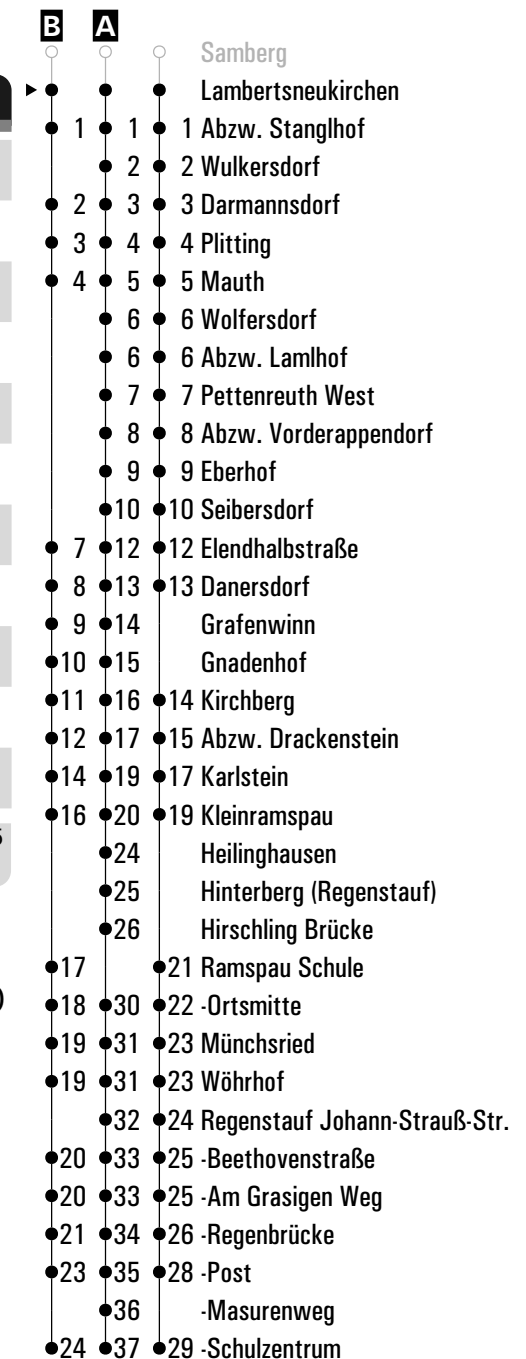 B A
Samberg
Lambertsneukirchen
1 1 1 Abzw. Stanglhof
2 2 Wulkersdorf
2 3 3 Darmannsdorf
3 4 4 Plitting
4 5 5 Mauth
6 6 Wolfersdorf
6 6 Abzw. Lamlhof
7 7 Pettenreuth West
8 8 Abzw. Vorderappendorf
9 9 Eberhof
10 10 Seibersdorf
7 12 12 Elendhalbstraße
8 13 13 Danersdorf
9 14 Grafenwinn
10 15 Gnadenhof
11 16 14 Kirchberg
12 17 15 Abzw. Drackenstein
14 19 17 Karlstein
16 20 19 Kleinramspau
24 Heilinghausen
25 Hinterberg (Regenstauf)
26 Hirschling Brücke
17 21 Ramspau Schule
18 30 22 -Ortsmitte
19 31 23 Münchsried
19 31 23 Wöhrhof
32 24 Regenstauf Johann-Strauß-Str.
20 33 25 -Beethovenstraße
20 33 25 -Am Grasigen Weg
21 34 26 -Regenbrücke
23 35 28 -Post
36 -Masurenweg
24 37 29 -Schulzentrum